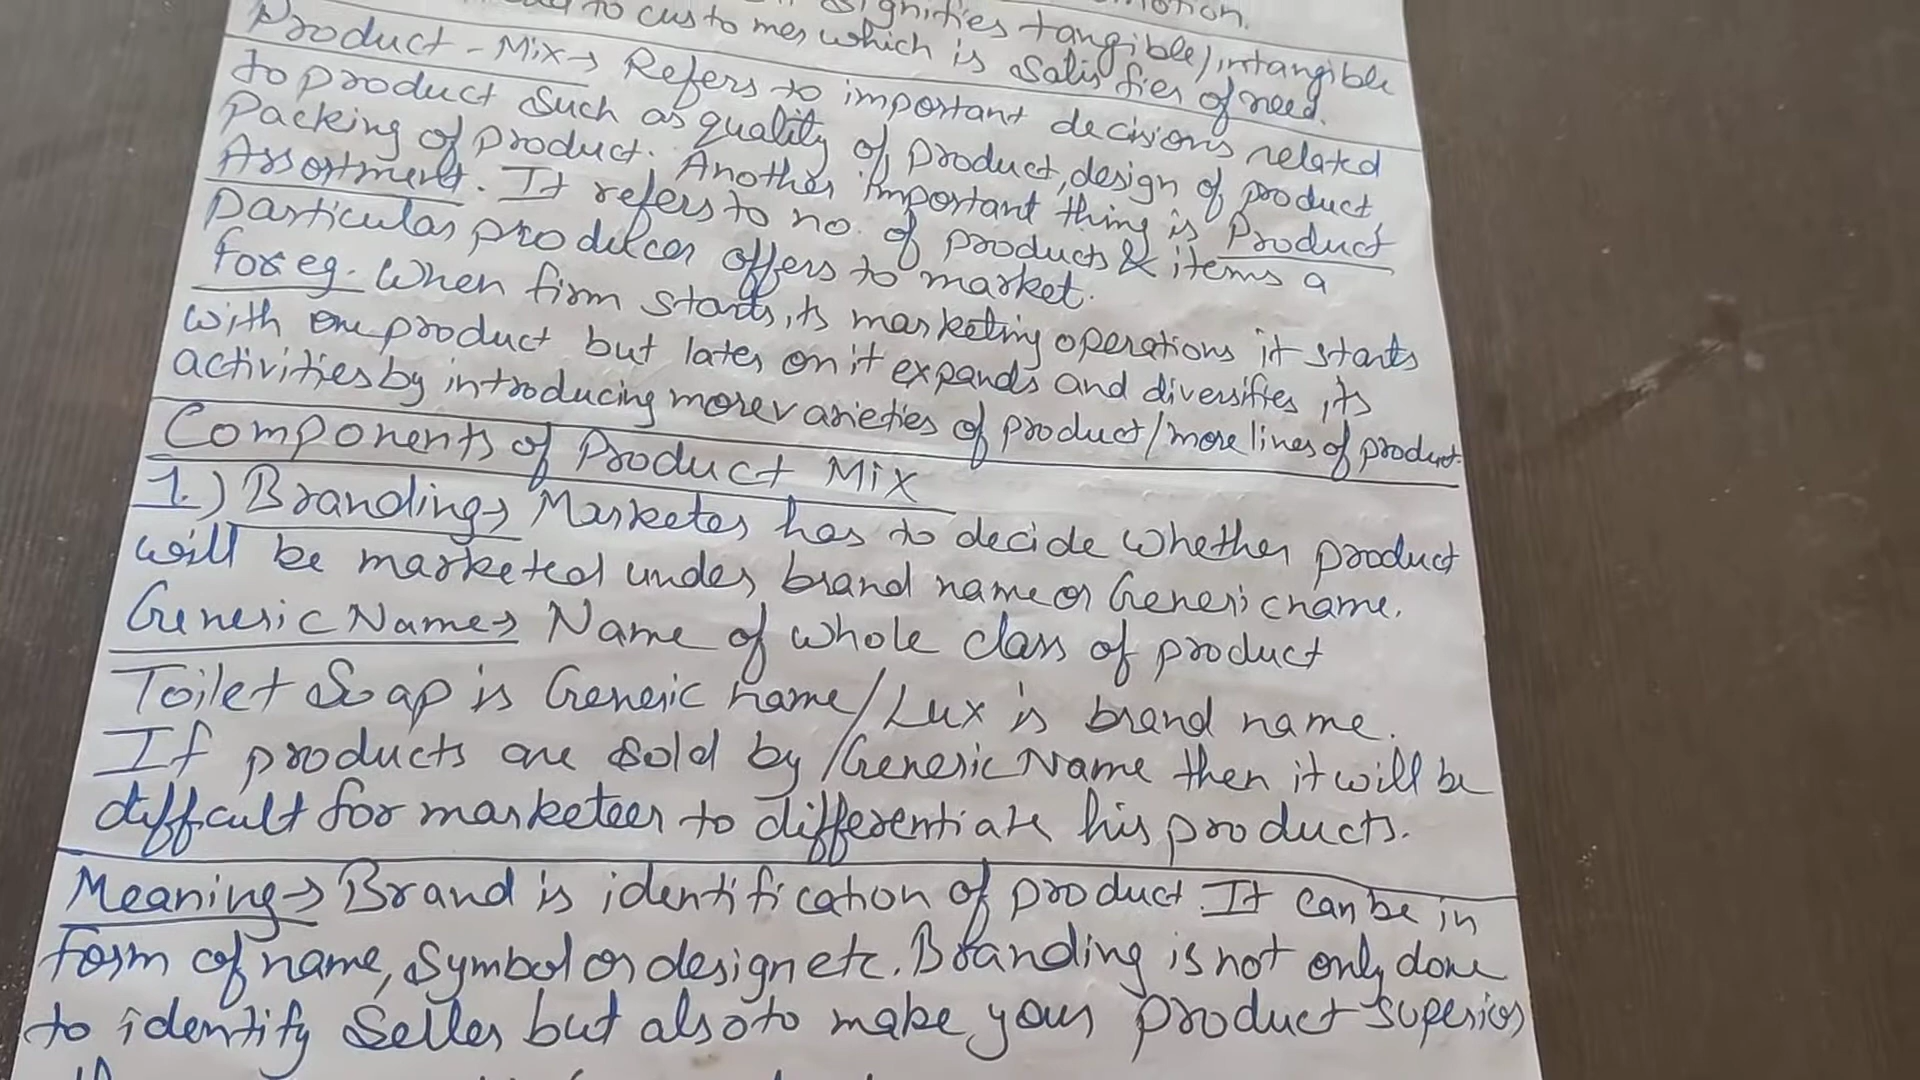 signifies tangible/intangible
to customer which is satisfies of need.
Product-Mix→ Refers to important decisions related
to product such as quality of product, design of product,
Packing of product. Another important thing is Product
Assortment. It refers to no. of products & items a
Particular producer offers to market.
For eg. When firm starts its marketing operations it starts
with one product but later on it expands and diversifies its
activities by introducing more varieties of product/more lines of product
Components of Product Mix
1.) Branding→ Marketer has to decide whether product
will be marketed under brand name or Generic name.
Generic Name→ Name of whole class of product
Toilet Soap is Generic name/Lux is brand name.
If products are sold by /Generic Name then it will be
difficult for marketeer to differentiate his products.
Meaning→ Brand is identification of product. It can be in
form of name, symbol or design etc. Branding is not only done
to identify seller but also to make your product superior